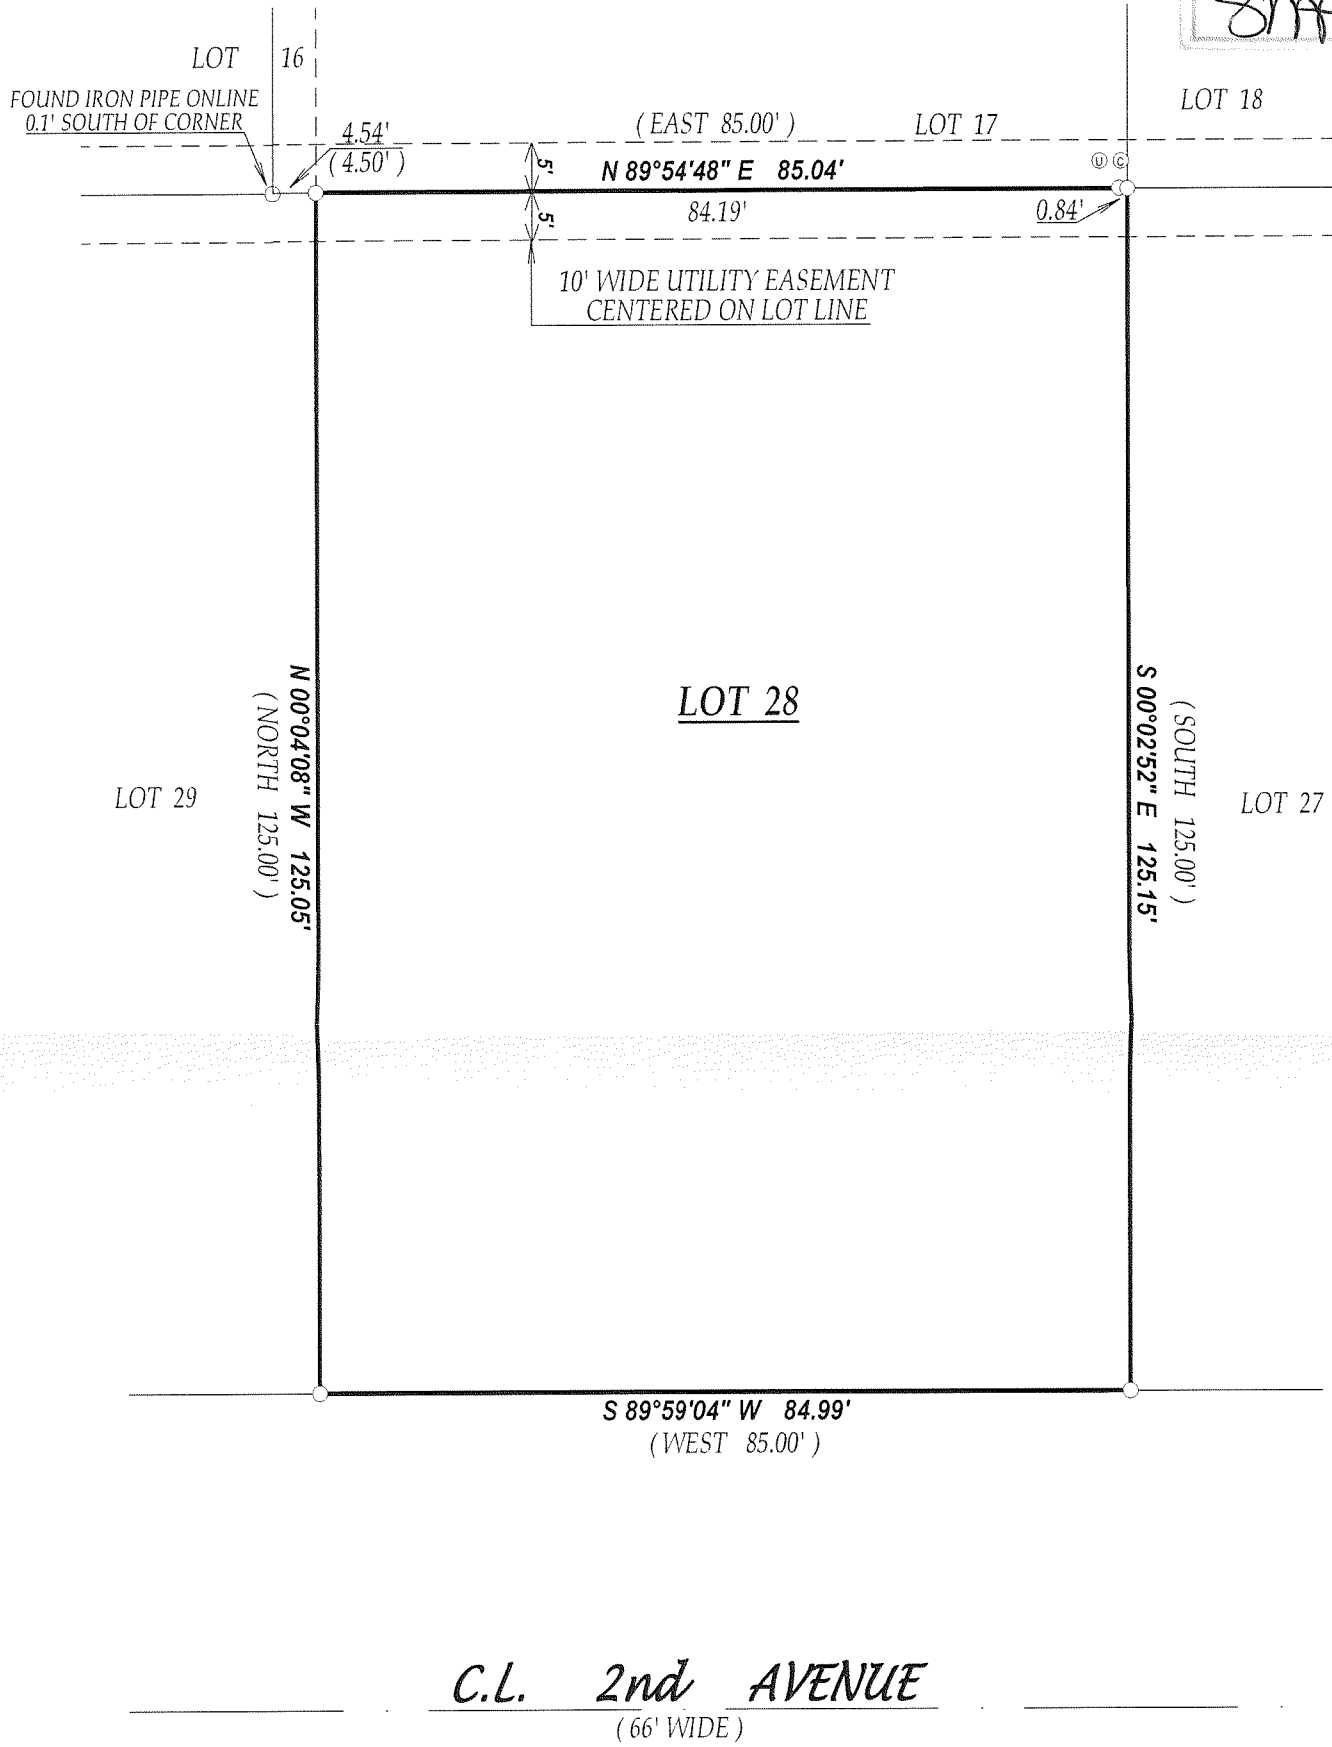 LOT 16
FOUND IRON PIPE ONLINE
0.1' SOUTH OF CORNER
4.54'
( 4.50' )
( EAST 85.00' )
LOT 17
LOT 18
5'
N 89°54'48" E 85.04'
U C
5'
84.19'
0.84'
10' WIDE UTILITY EASEMENT
CENTERED ON LOT LINE
N 00°04'08" W 125.05'
( NORTH 125.00' )
LOT 28
S 00°02'52" E 125.15'
( SOUTH 125.00' )
LOT 29
LOT 27
S 89°59'04" W 84.99'
( WEST 85.00' )
C.L. 2nd AVENUE
( 66' WIDE )